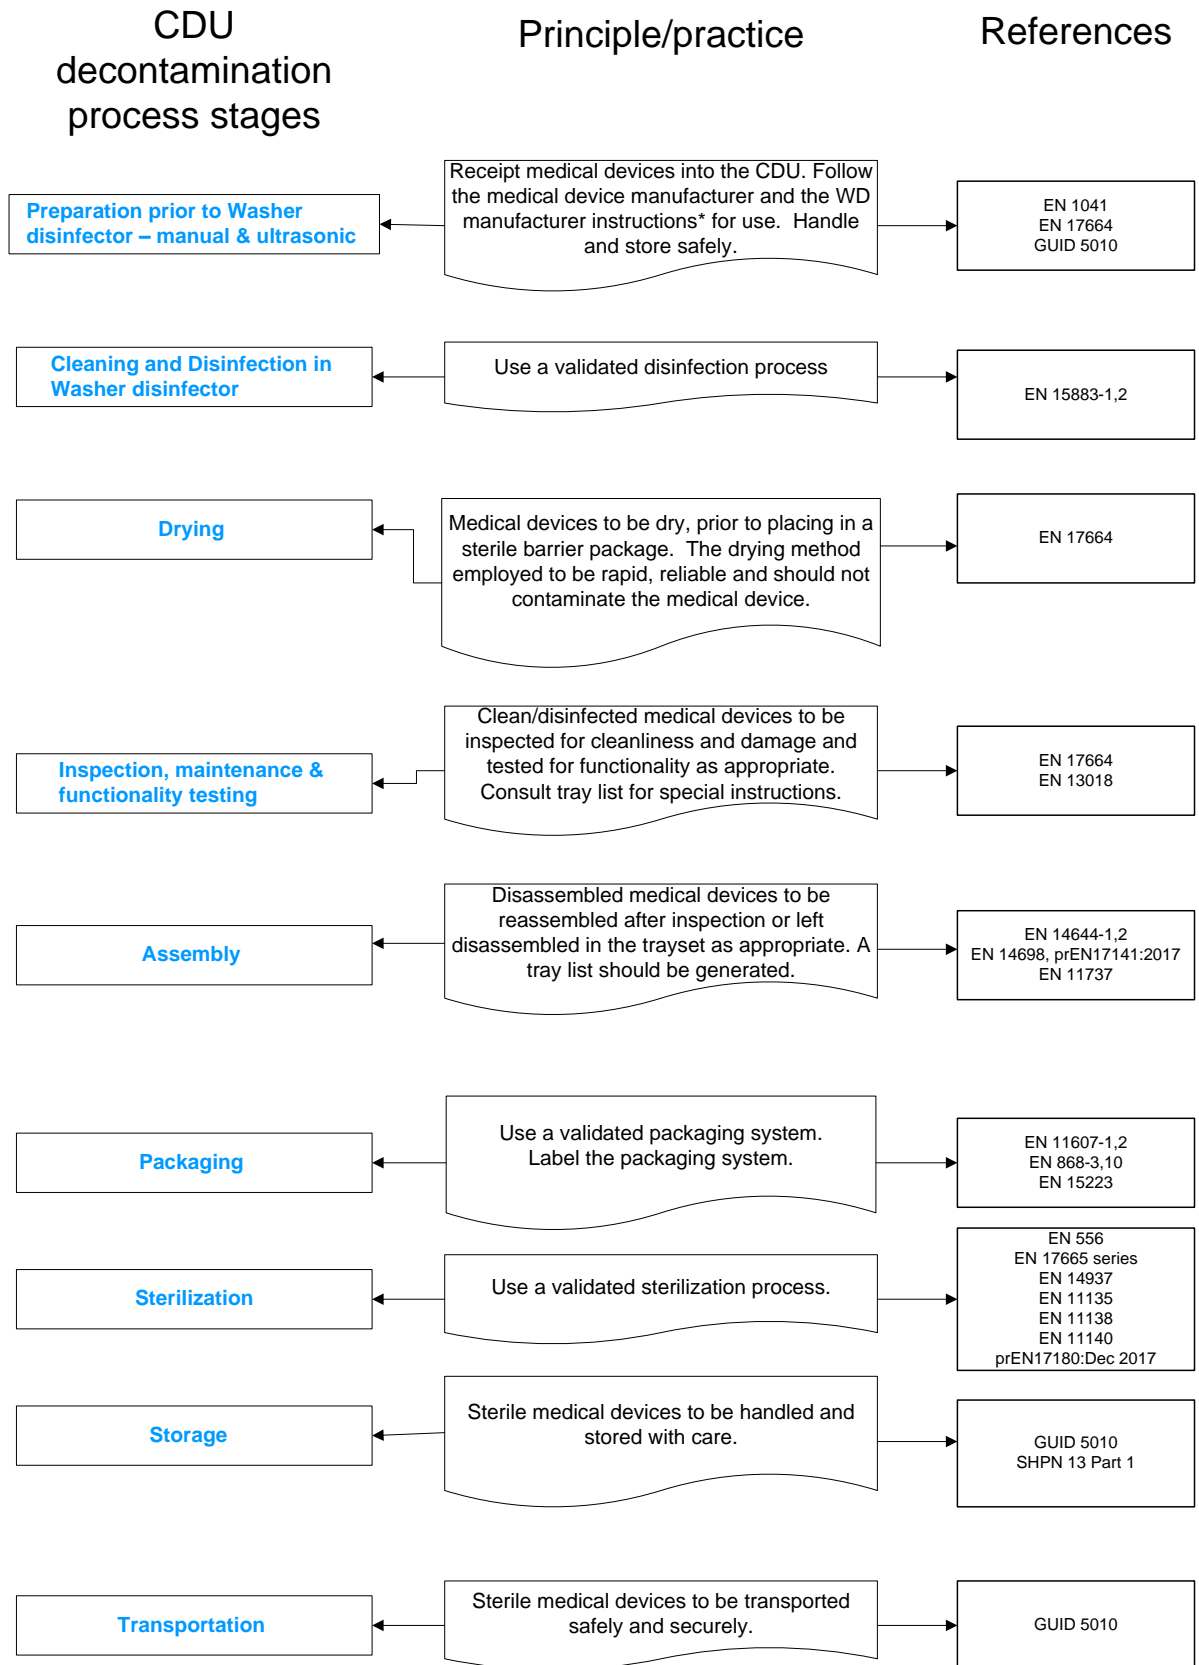 CDU
decontamination
process stages
Principle/practice
References
Preparation prior to Washer
disinfector – manual & ultrasonic
Receipt medical devices into the CDU. Follow
the medical device manufacturer and the WD
manufacturer instructions* for use.  Handle
and store safely.
EN 1041
EN 17664
GUID 5010
Cleaning and Disinfection in
Washer disinfector
Use a validated disinfection process
EN 15883-1,2
Drying
Medical devices to be dry, prior to placing in a
sterile barrier package.  The drying method
employed to be rapid, reliable and should not
contaminate the medical device.
EN 17664
Inspection, maintenance &
functionality testing
Clean/disinfected medical devices to be
inspected for cleanliness and damage and
tested for functionality as appropriate.
Consult tray list for special instructions.
EN 17664
EN 13018
Assembly
Disassembled medical devices to be
reassembled after inspection or left
disassembled in the trayset as appropriate. A
tray list should be generated.
EN 14644-1,2
EN 14698, prEN17141:2017
EN 11737
Packaging
Use a validated packaging system.
Label the packaging system.
EN 11607-1,2
EN 868-3,10
EN 15223
Sterilization
Use a validated sterilization process.
EN 556
EN 17665 series
EN 14937
EN 11135
EN 11138
EN 11140
prEN17180:Dec 2017
Storage
Sterile medical devices to be handled and
stored with care.
GUID 5010
SHPN 13 Part 1
Transportation
Sterile medical devices to be transported
safely and securely.
GUID 5010